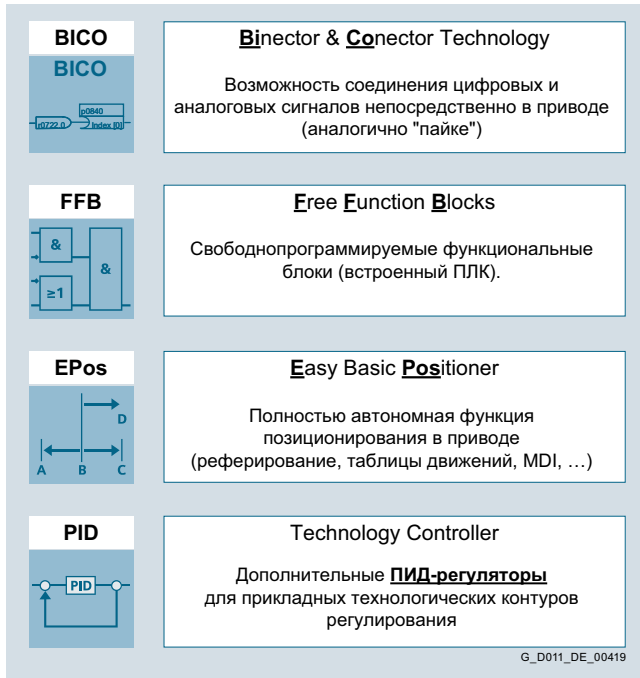 BICO
Binector & Conector Technology
BICO
p0840
r0722.0
Index [0]
Возможность соединения цифровых и
аналоговых сигналов непосредственно в приводе
(аналогично "пайке")
FFB
Free Function Blocks
&
&
≥1
Свободнопрограммируемые функциональные
блоки (встроенный ПЛК).
EPos
Easy Basic Positioner
D
A B C
Полностью автономная функция
позиционирования в приводе
(реферирование, таблицы движений, MDI, …)
PID
Technology Controller
PID
Дополнительные ПИД-регуляторы
для прикладных технологических контуров
регулирования
G_D011_DE_00419